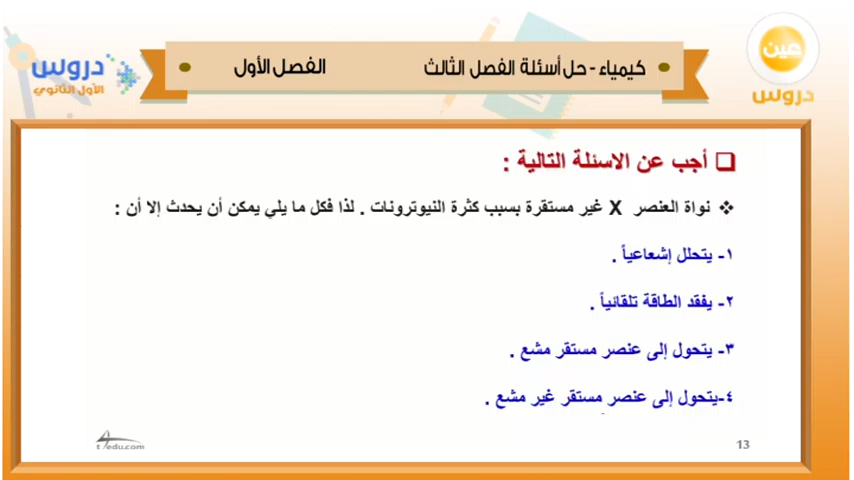 عين
دروس
كيمياء - حل أسئلة الفصل الثالث
الفصل الأول
دروس
الأول الثانوي
أجب عن الاسئلة التالية :
نواة العنصر X غير مستقرة بسبب كثرة النيوترونات . لذا فكل ما يلي يمكن أن يحدث إلا أن :
١- يتحلل إشعاعياً .
٢- يفقد الطاقة تلقائياً .
٣- يتحول إلى عنصر مستقر مشع .
٤-يتحول إلى عنصر مستقر غير مشع .
t4edu.com
13